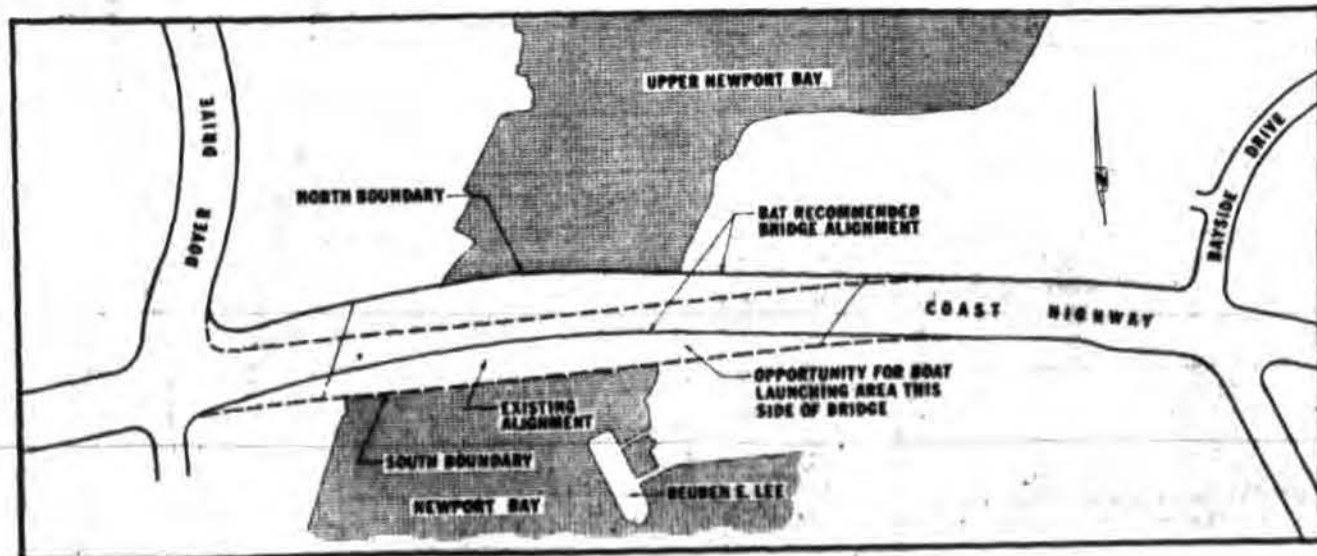 UPPER NEWPORT BAY
DOVER DRIVE
BAYSIDE DRIVE
NORTH BOUNDARY
BAT RECOMMENDED
BRIDGE ALIGNMENT
COAST HIGHWAY
EXISTING
ALIGNMENT
OPPORTUNITY FOR BOAT
LAUNCHING AREA THIS
SIDE OF BRIDGE
SOUTH BOUNDARY
NEWPORT BAY
REUBEN E. LEE